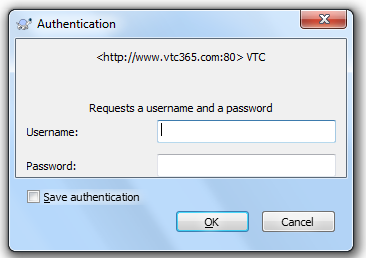 Authentication
<http://www.vtc365.com:80> VTC
Requests a username and a password
Username:
Password:
Save authentication
OK
Cancel